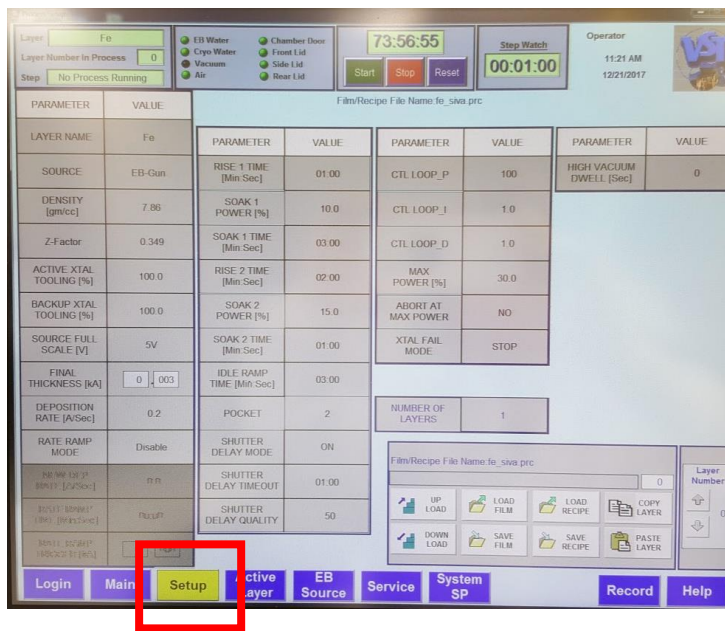 Layer Fe
Layer Number In Process 0
Step No Process Running
EB Water
Cryo Water
Vacuum
Air
Chamber Door
Front Lid
Side Lid
Rear Lid
73:56:55
Start Stop Reset
Step Watch
00:01:00
Operator
11:21 AM
12/21/2017
Film/Recipe File Name:fe_siva.prc
PARAMETER VALUE
LAYER NAME Fe
SOURCE EB-Gun
DENSITY
[gm/cc] 7.86
Z-Factor 0.349
ACTIVE XTAL
TOOLING [%] 100.0
BACKUP XTAL
TOOLING [%] 100.0
SOURCE FULL
SCALE [V] 5V
FINAL
THICKNESS [kA] 0 . 003
DEPOSITION
RATE [A/Sec] 0.2
RATE RAMP
MODE Disable
PARAMETER VALUE
RISE 1 TIME
[Min:Sec] 01:00
SOAK 1
POWER [%] 10.0
SOAK 1 TIME
[Min:Sec] 03:00
RISE 2 TIME
[Min:Sec] 02:00
SOAK 2
POWER [%] 15.0
SOAK 2 TIME
[Min:Sec] 01:00
IDLE RAMP
TIME [Min:Sec] 03:00
POCKET 2
SHUTTER
DELAY MODE ON
SHUTTER
DELAY TIMEOUT 01:00
SHUTTER
DELAY QUALITY 50
PARAMETER VALUE
CTL LOOP_P 100
CTL LOOP_I 1.0
CTL LOOP_D 1.0
MAX
POWER [%] 30.0
ABORT AT
MAX POWER NO
XTAL FAIL
MODE STOP
NUMBER OF
LAYERS 1
PARAMETER VALUE
HIGH VACUUM
DWELL [Sec] 0
Film/Recipe File Name:fe_siva.prc
0
UP
LOAD
LOAD
FILM
LOAD
RECIPE
COPY
LAYER
DOWN
LOAD
SAVE
FILM
SAVE
RECIPE
PASTE
LAYER
Layer
Number
0
Login Main Setup Active
Layer EB
Source Service System
SP Record Help